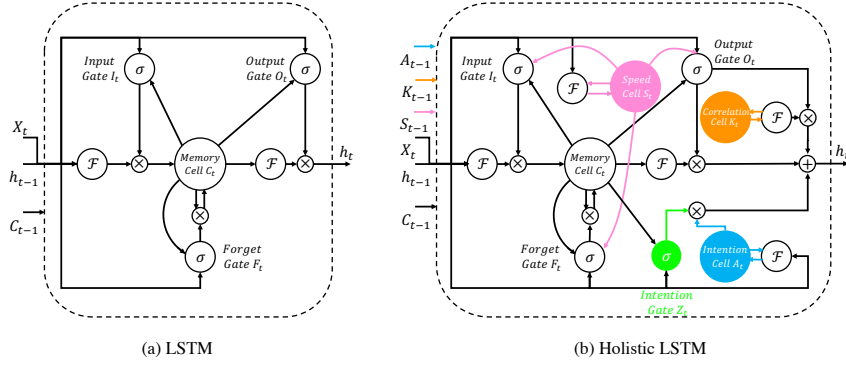 Input
Gate I_t
σ
Output
Gate O_t
σ
X_t
ℱ
×
Memory
Cell C_t
ℱ
×
h_t
h_{t-1}
C_{t-1}
×
Forget
Gate F_t
σ
(a) LSTM
A_{t-1}
K_{t-1}
S_{t-1}
X_t
h_{t-1}
C_{t-1}
Input
Gate I_t
σ
ℱ
Speed
Cell S_t
σ
Output
Gate O_t
Correlation
Cell K_t
ℱ
×
ℱ
×
Memory
Cell C_t
ℱ
×
+
×
×
Forget
Gate F_t
σ
σ
Intention
Cell A_t
ℱ
Intention
Gate Z_t
(b) Holistic LSTM